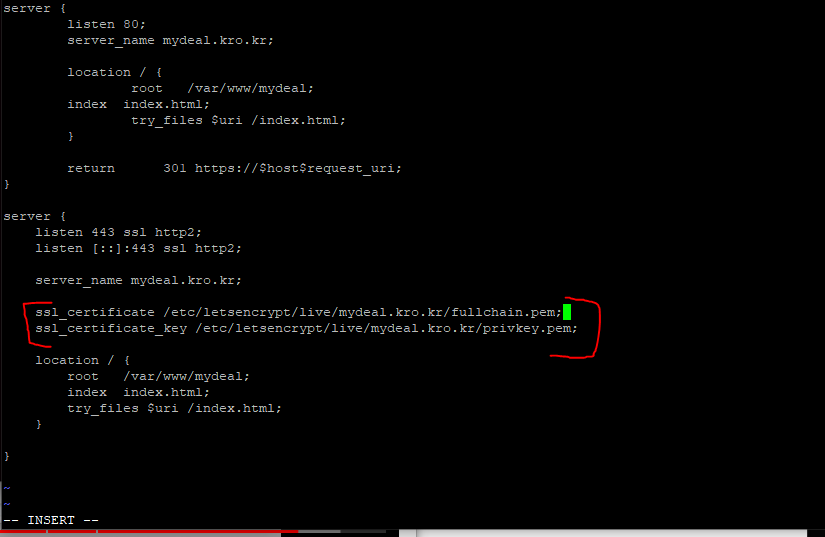 server {
        listen 80;
        server_name mydeal.kro.kr;
        location / {
                root   /var/www/mydeal;
        index  index.html;
                try_files $uri /index.html;
        }
        return      301 https://$host$request_uri;
}
server {
    listen 443 ssl http2;
    listen [::]:443 ssl http2;
    server_name mydeal.kro.kr;
    ssl_certificate /etc/letsencrypt/live/mydeal.kro.kr/fullchain.pem;
    ssl_certificate_key /etc/letsencrypt/live/mydeal.kro.kr/privkey.pem;
    location / {
        root   /var/www/mydeal;
        index  index.html;
        try_files $uri /index.html;
    }
}
~
~
-- INSERT --